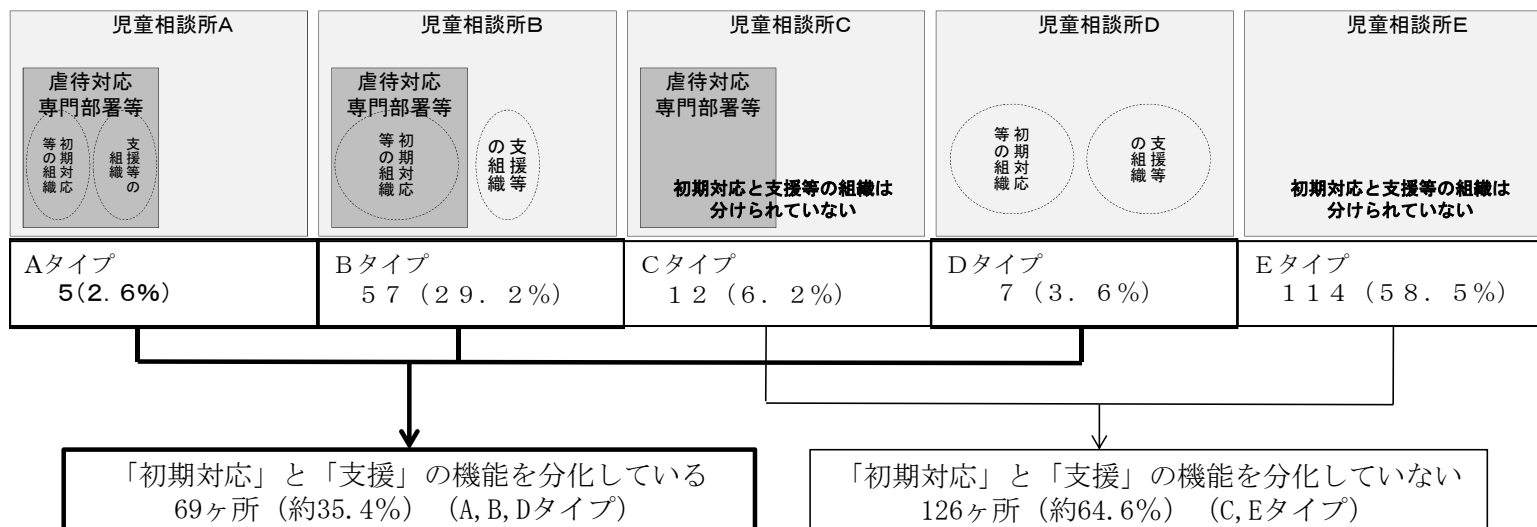 児童相談所A
虐待対応
専門部署等
初期対応
等の組織
支援等の
組織
児童相談所B
虐待対応
専門部署等
初期対応
等の組織
支援等
の組織
児童相談所C
虐待対応
専門部署等
初期対応と支援等の組織は
分けられていない
児童相談所D
初期対応
等の組織
支援等
の組織
児童相談所E
初期対応と支援等の組織は
分けられていない
Aタイプ
5(2.6%)
Bタイプ
57（29.2%）
Cタイプ
12（6.2%）
Dタイプ
7（3.6%）
Eタイプ
114（58.5%）
「初期対応」と「支援」の機能を分化している
69ヶ所（約35.4%）（A,B,Dタイプ）
「初期対応」と「支援」の機能を分化していない
126ヶ所（約64.6%）（C,Eタイプ）